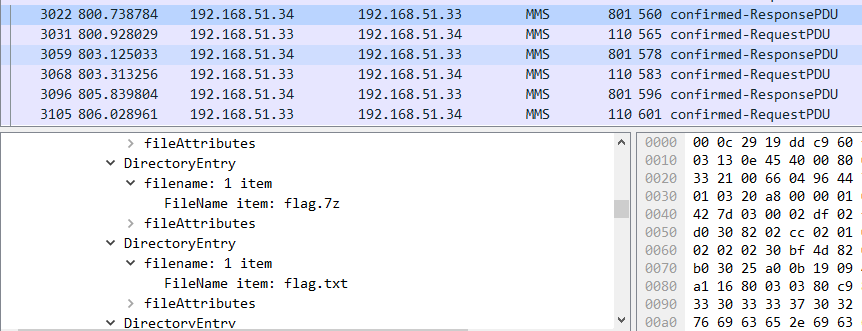 3022 800.738784 192.168.51.34 192.168.51.33 MMS 801 560 confirmed-ResponsePDU
3031 800.928029 192.168.51.33 192.168.51.34 MMS 110 565 confirmed-RequestPDU
3059 803.125033 192.168.51.34 192.168.51.33 MMS 801 578 confirmed-ResponsePDU
3068 803.313256 192.168.51.33 192.168.51.34 MMS 110 583 confirmed-RequestPDU
3096 805.839804 192.168.51.34 192.168.51.33 MMS 801 596 confirmed-ResponsePDU
3105 806.028961 192.168.51.33 192.168.51.34 MMS 110 601 confirmed-RequestPDU
fileAttributes
DirectoryEntry
filename: 1 item
FileName item: flag.7z
fileAttributes
DirectoryEntry
filename: 1 item
FileName item: flag.txt
fileAttributes
DirectoryEntry
0000 00 0c 29 19 dd c9 60
0010 03 13 0e 45 40 00 80
0020 33 21 00 66 04 96 44
0030 01 03 20 a8 00 00 01
0040 42 7d 03 00 02 df 02
0050 d0 30 82 02 cc 02 01
0060 02 02 02 30 bf 4d 82
0070 b0 30 25 a0 0b 19 09
0080 a1 16 80 03 03 80 c9
0090 33 30 33 33 37 30 32
00a0 76 69 63 65 2e 69 63